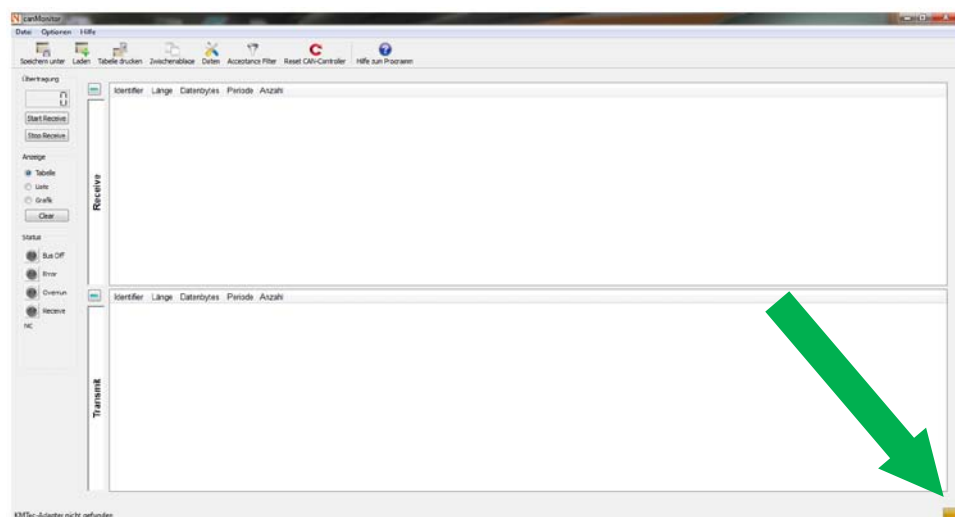 canMonitor
Datei Optionen Hilfe
Speichern unter Laden Tabelle drucken Zwischenablage Daten Acceptance Filter Reset CAN-Controller Hilfe zum Programm
Übertragung
0
Start Receive
Stop Receive
Anzeige
Tabelle
Liste
Grafik
Clear
Status
Bus Off
Error
Overrun
Receive
NC
Identifier Länge Datenbytes Periode Anzahl
Receive
Identifier Länge Datenbytes Periode Anzahl
Transmit
KMTec-Adapter nicht gefunden